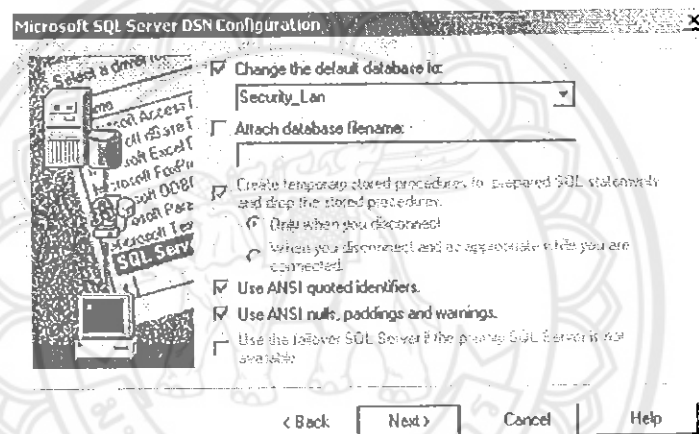 Microsoft SQL Server DSN Configuration
Select a driver
Change the default database to:
Security_Lan
Attach database filename:
Create temporary stored procedures for prepared SQL statements
and drop the stored procedures:
Only when you disconnect
When you disconnect and as appropriate while you are
connected.
Use ANSI quoted identifiers.
Use ANSI nulls, paddings and warnings.
Use the failover SQL Server if the primary SQL Server is not
available
SQL Serv
< Back
Next >
Cancel
Help